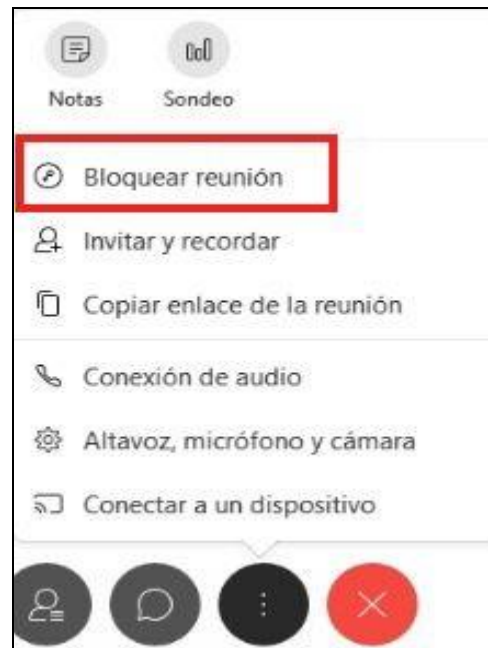 Notas Sondeo
Bloquear reunión
Invitar y recordar
Copiar enlace de la reunión
Conexión de audio
Altavoz, micrófono y cámara
Conectar a un dispositivo